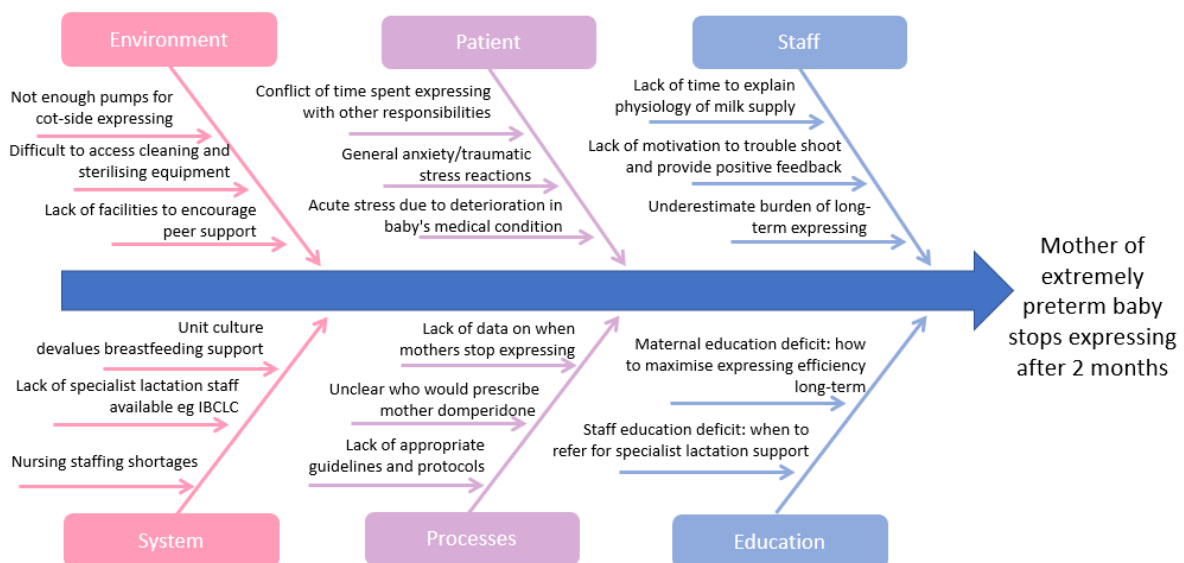 Environment
Patient
Staff
Not enough pumps for
cot-side expressing
Difficult to access cleaning and
sterilising equipment
Lack of facilities to encourage
peer support
Conflict of time spent expressing
with other responsibilities
General anxiety/traumatic
stress reactions
Acute stress due to deterioration in
baby's medical condition
Lack of time to explain
physiology of milk supply
Lack of motivation to trouble shoot
and provide positive feedback
Underestimate burden of long-
term expressing
Mother of
extremely
preterm baby
stops expressing
after 2 months
Unit culture
devalues breastfeeding support
Lack of specialist lactation staff
available eg IBCLC
Nursing staffing shortages
Lack of data on when
mothers stop expressing
Unclear who would prescribe
mother domperidone
Lack of appropriate
guidelines and protocols
Maternal education deficit: how
to maximise expressing efficiency
long-term
Staff education deficit: when to
refer for specialist lactation support
System
Processes
Education